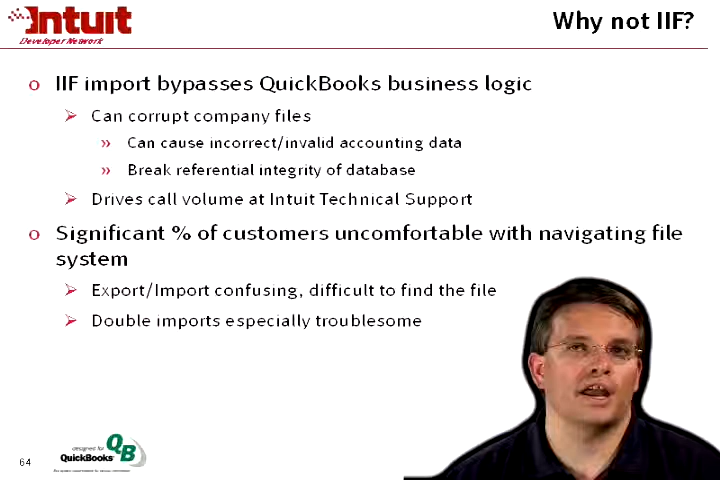 Intuit
Developer Network
Why not IIF?
o IIF import bypasses QuickBooks business logic
➢ Can corrupt company files
» Can cause incorrect/invalid accounting data
» Break referential integrity of database
➢ Drives call volume at Intuit Technical Support
o Significant % of customers uncomfortable with navigating file
system
➢ Export/Import confusing, difficult to find the file
➢ Double imports especially troublesome
64
designed for
QuickBooks
QB